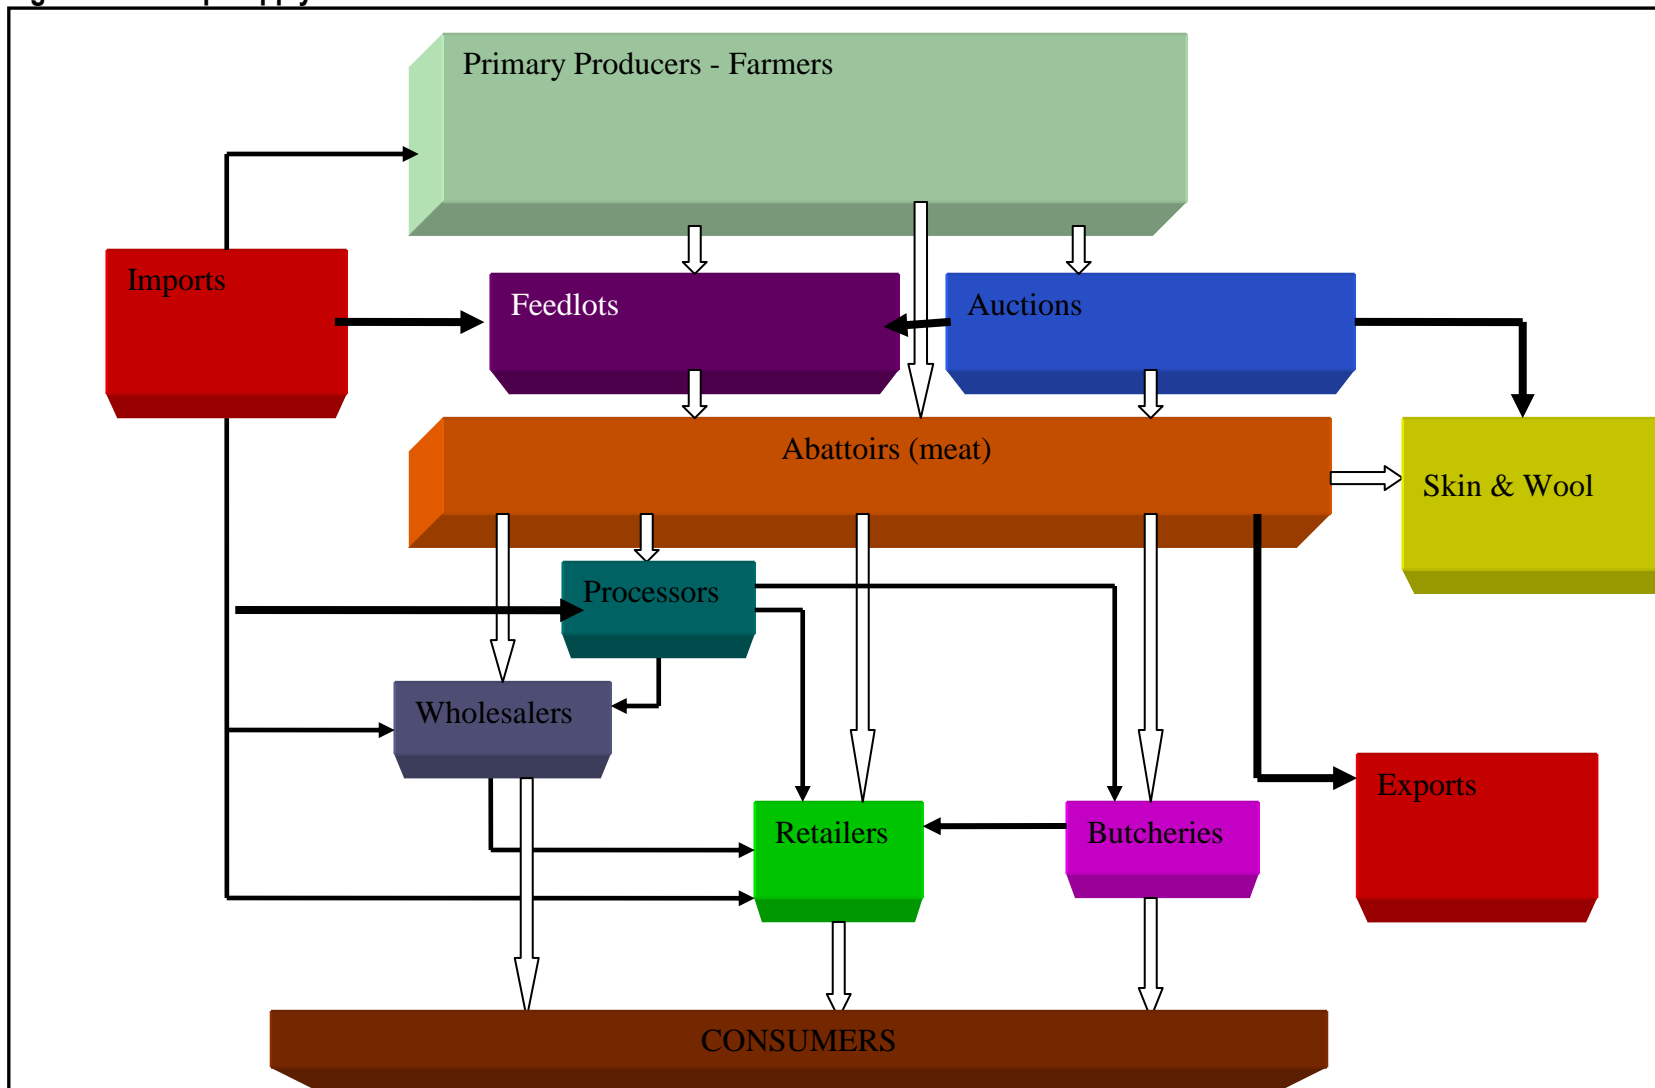 Primary Producers - Farmers
Imports
Feedlots
Auctions
Abattoirs (meat)
Skin & Wool
Processors
Wholesalers
Retailers
Butcheries
Exports
CONSUMERS